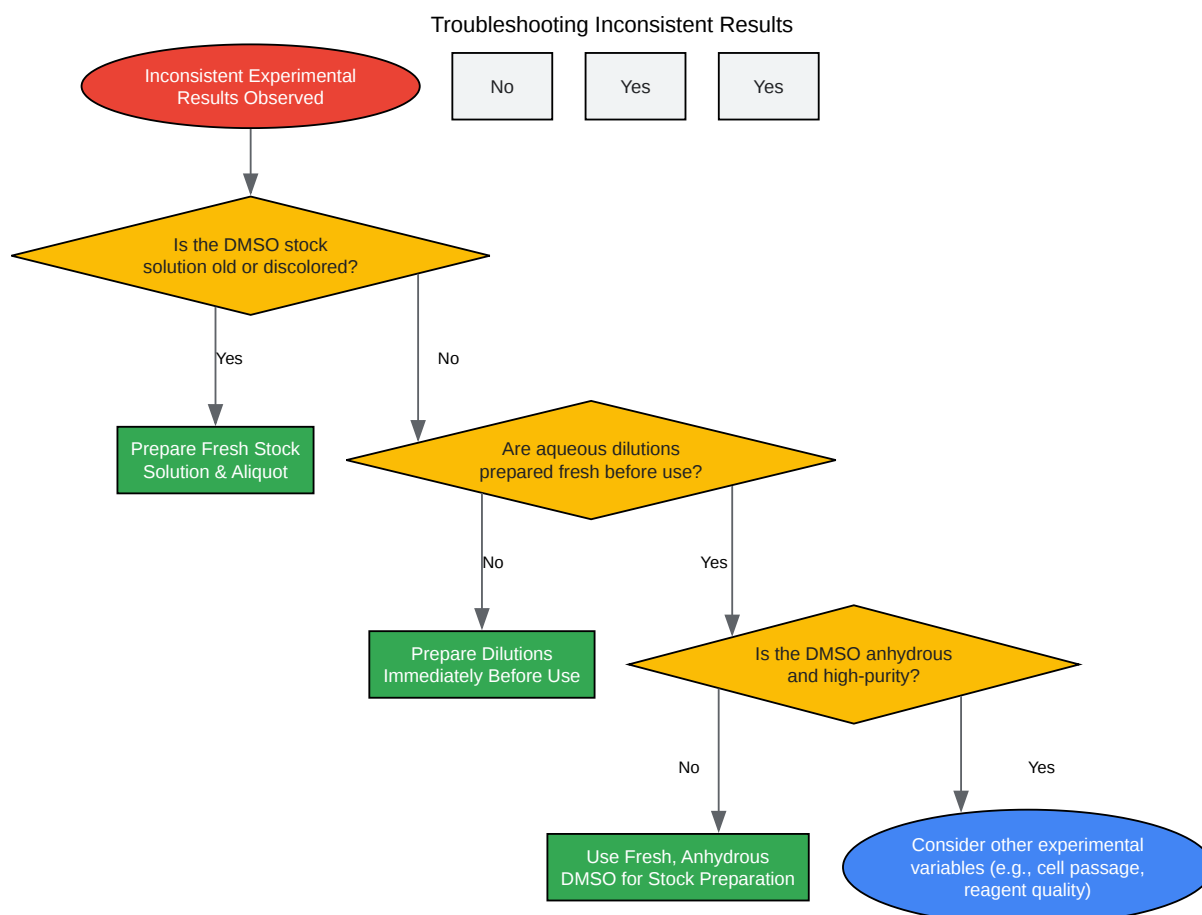 Troubleshooting Inconsistent Results
Inconsistent Experimental
Results Observed
No
Yes
Yes
Is the DMSO stock
solution old or discolored?
Yes
No
Prepare Fresh Stock
Solution & Aliquot
Are aqueous dilutions
prepared fresh before use?
No
Yes
Prepare Dilutions
Immediately Before Use
Is the DMSO anhydrous
and high-purity?
No
Yes
Use Fresh, Anhydrous
DMSO for Stock Preparation
Consider other experimental
variables (e.g., cell passage,
reagent quality)